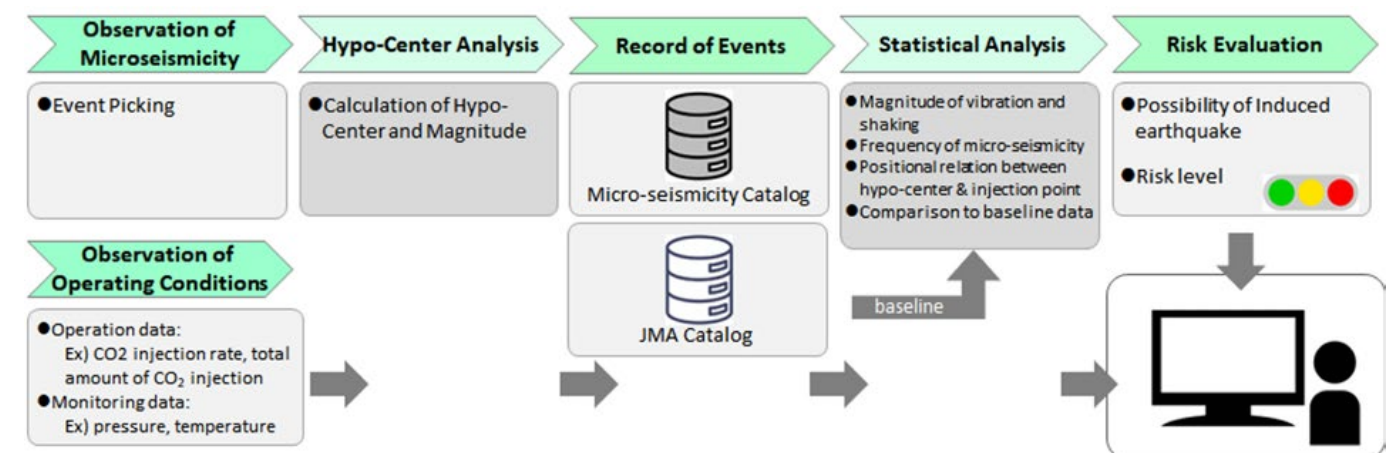 Observation of
Microseismicity
Hypo-Center Analysis
Record of Events
Statistical Analysis
Risk Evaluation
●Event Picking
●Calculation of Hypo-
Center and Magnitude
Micro-seismicity Catalog
JMA Catalog
●Magnitude of vibration and
shaking
●Frequency of micro-seismicity
●Positional relation between
hypo-center & injection point
●Comparison to baseline data
baseline
●Possibility of Induced
earthquake
●Risk level
Observation of
Operating Conditions
●Operation data:
Ex) CO2 injection rate, total
amount of CO₂ injection
●Monitoring data:
Ex) pressure, temperature